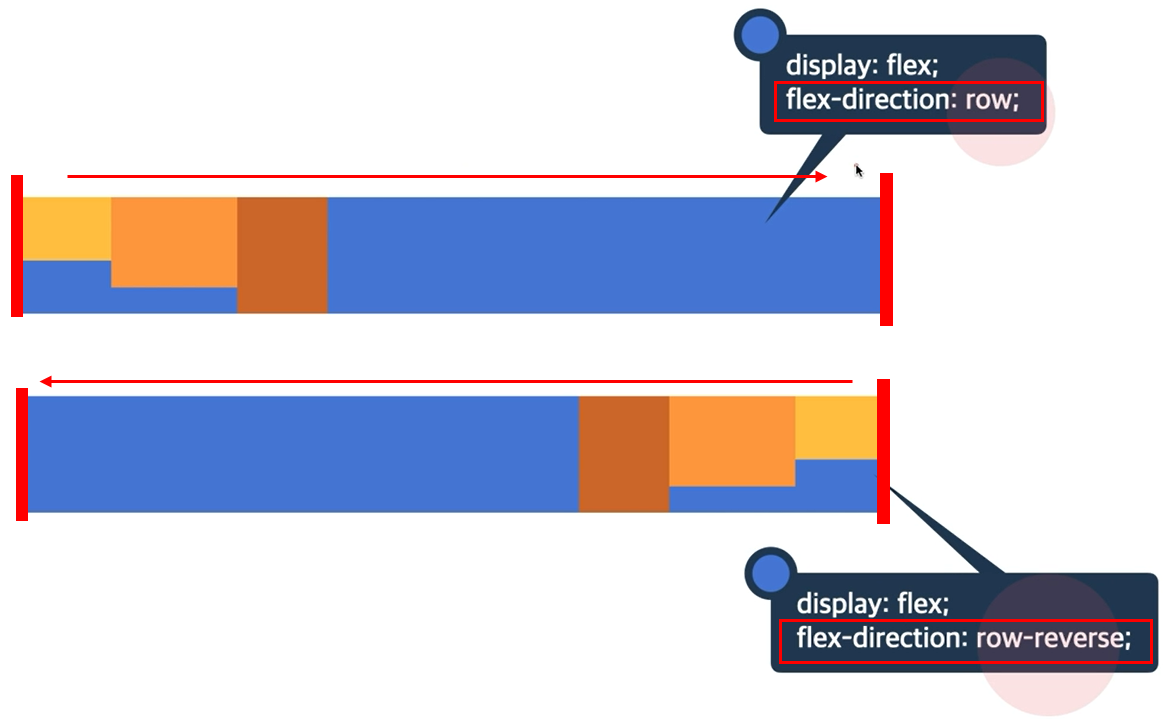 display: flex;
flex-direction: row;
display: flex;
flex-direction: row-reverse;